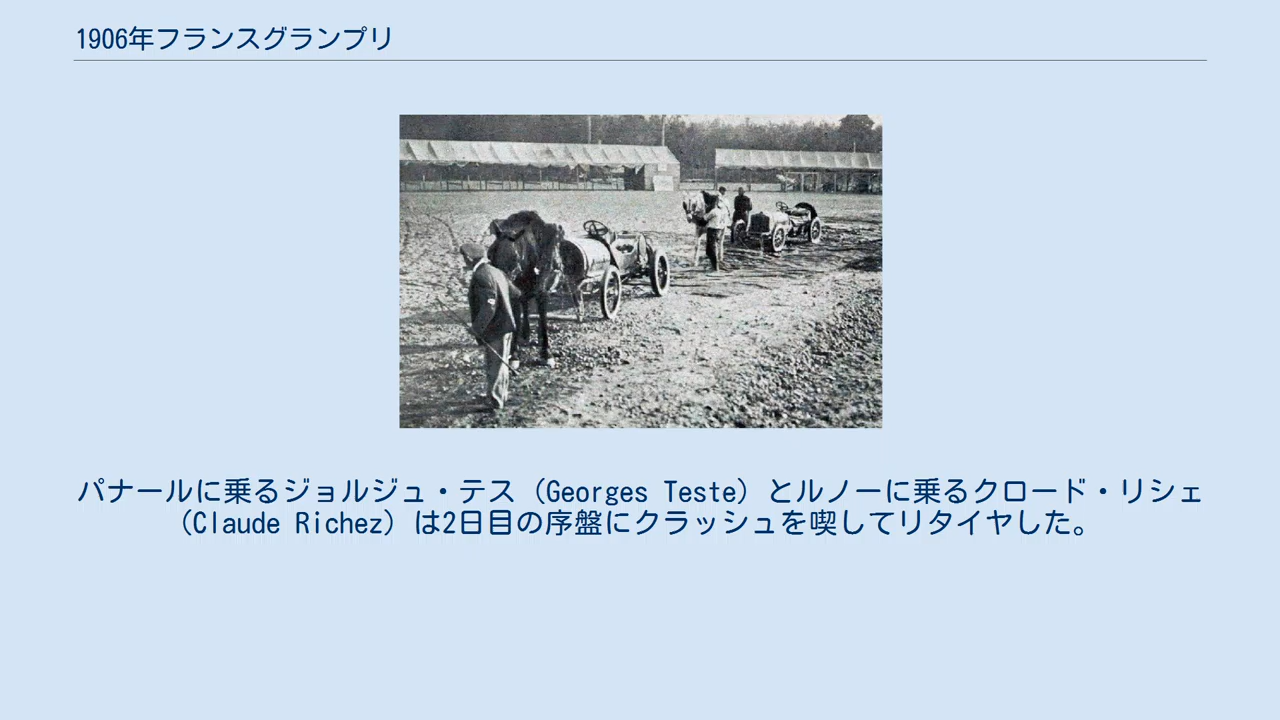 1906年フランスグランプリ
パナールに乗るジョルジュ・テス（Georges Teste）とルノーに乗るクロード・リシェ
（Claude Richez）は2日目の序盤にクラッシュを喫してリタイヤした。